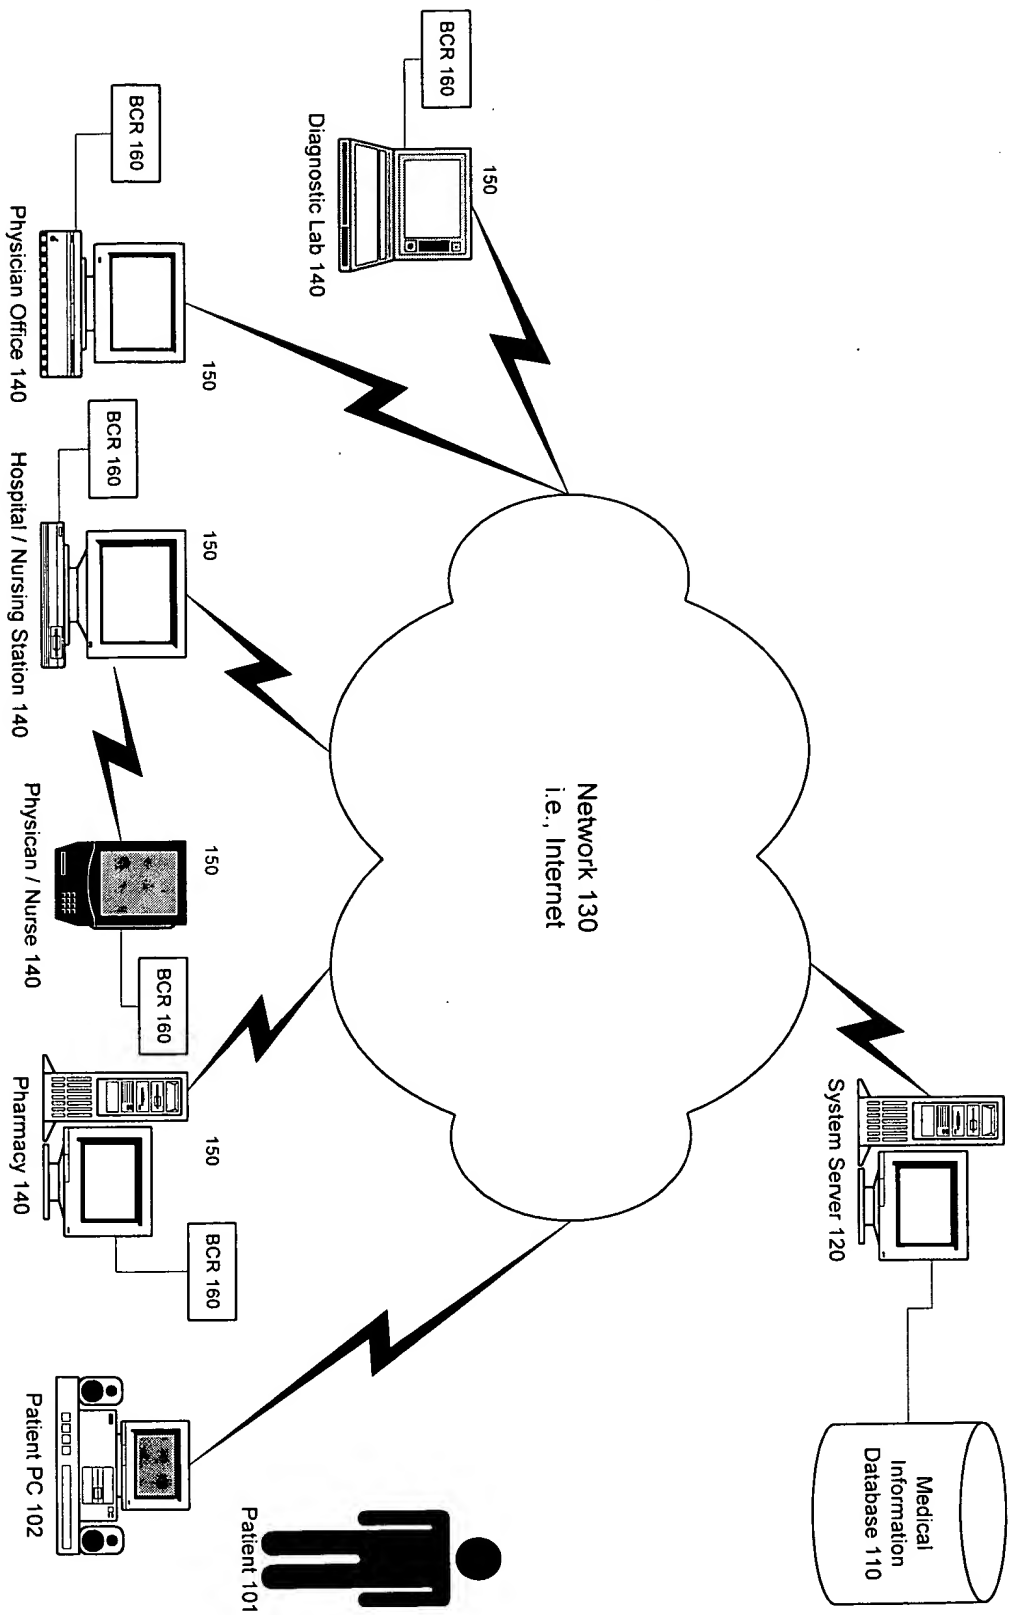 Medical
Information
Database 110
System Server 120
BCR 160
150
Diagnostic Lab 140
Network 130
i.e., Internet
BCR 160
150
Physician Office 140
BCR 160
150
Hospital / Nursing Station 140
150
BCR 160
Physican / Nurse 140
150
BCR 160
Pharmacy 140
Patient PC 102
Patient 101